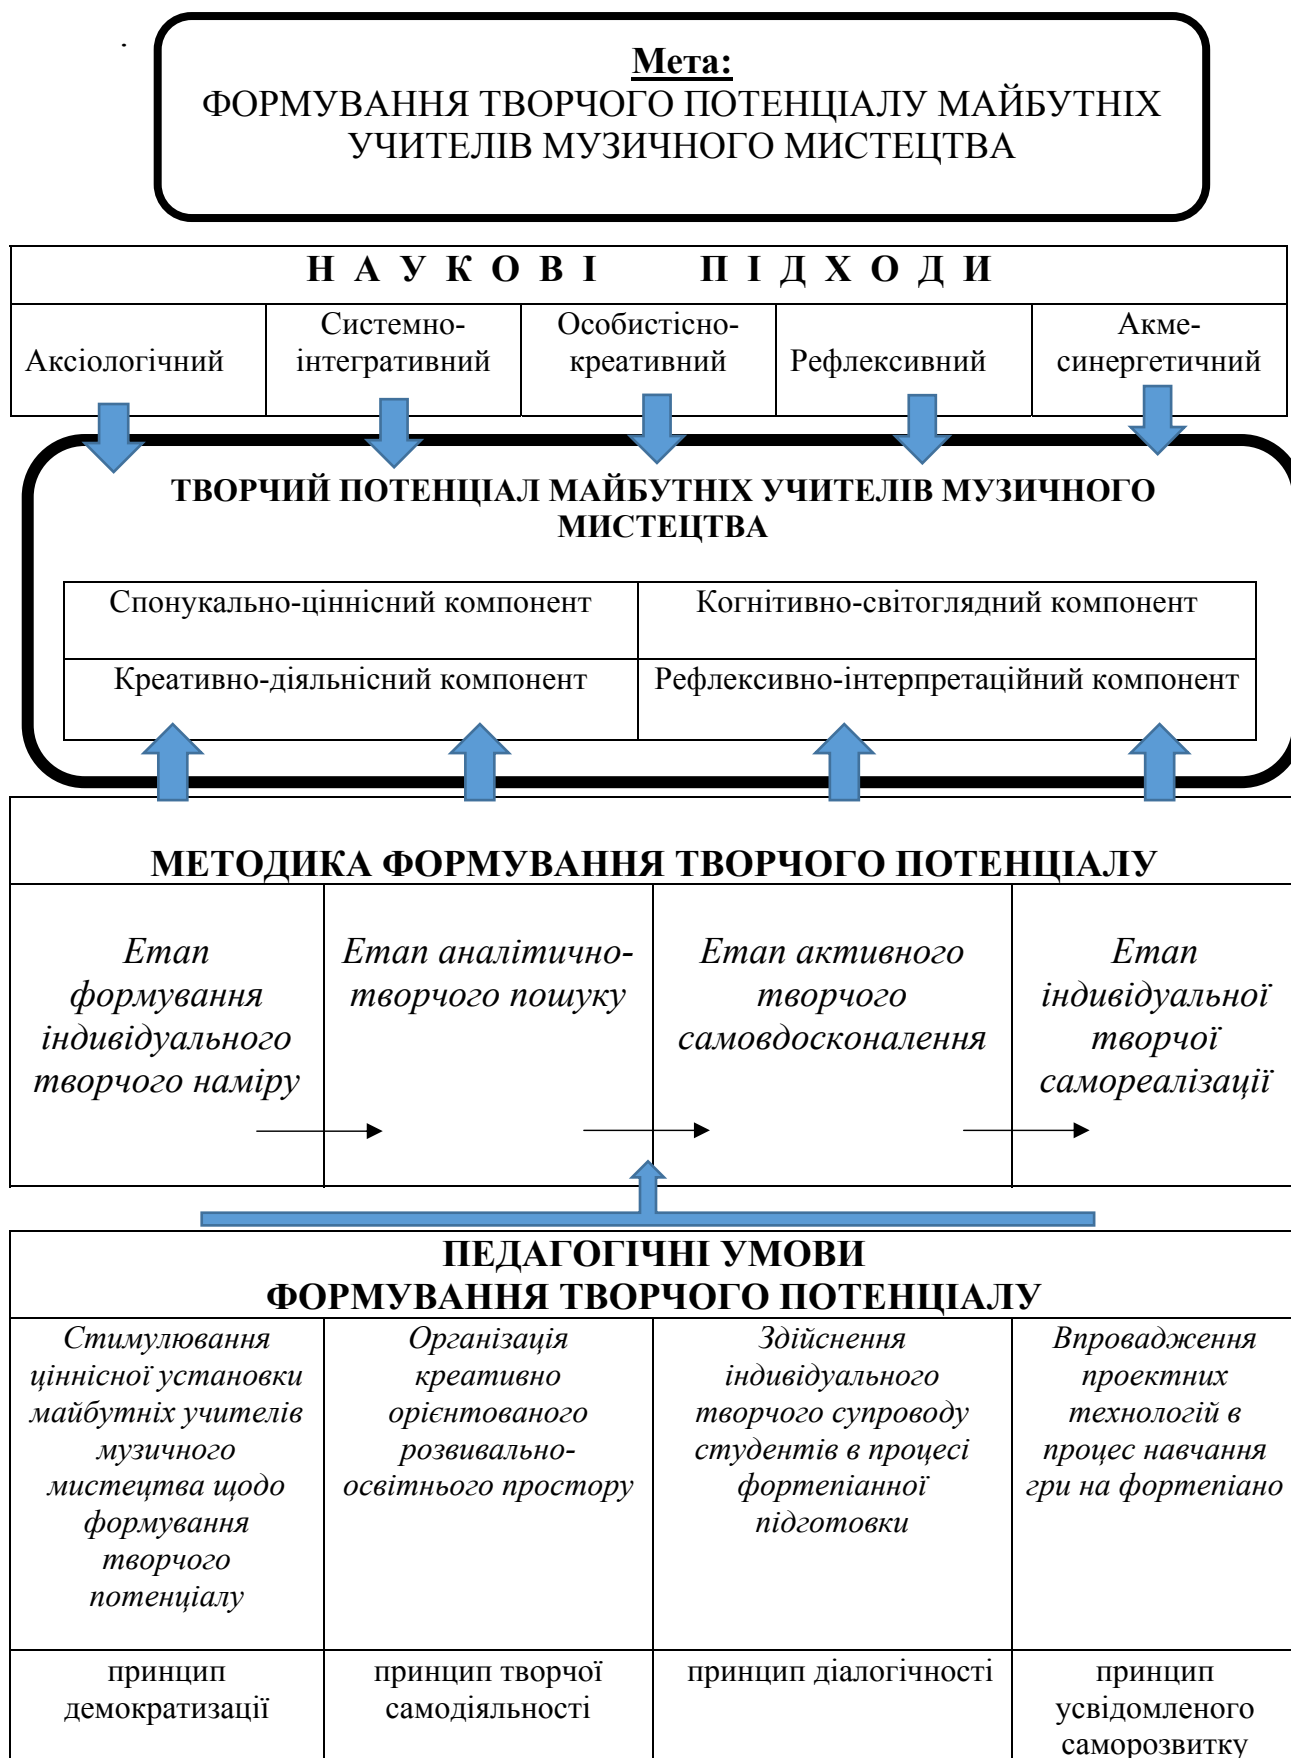 Мета:
ФОРМУВАННЯ ТВОРЧОГО ПОТЕНЦІАЛУ МАЙБУТНІХ
УЧИТЕЛІВ МУЗИЧНОГО МИСТЕЦТВА
НАУКОВІ ПІДХОДИ
Аксіологічний
Системно-
інтегративний
Особистісно-
креативний
Рефлексивний
Акме-
синергетичний
ТВОРЧИЙ ПОТЕНЦІАЛ МАЙБУТНІХ УЧИТЕЛІВ МУЗИЧНОГО
МИСТЕЦТВА
Спонукально-ціннісний компонент
Когнітивно-світоглядний компонент
Креативно-діяльнісний компонент
Рефлексивно-інтерпретаційний компонент
МЕТОДИКА ФОРМУВАННЯ ТВОРЧОГО ПОТЕНЦІАЛУ
Етап
формування
індивідуального
творчого наміру
Етап аналітично-
творчого пошуку
Етап активного
творчого
самовдосконалення
Етап
індивідуальної
творчої
самореалізації
ПЕДАГОГІЧНІ УМОВИ
ФОРМУВАННЯ ТВОРЧОГО ПОТЕНЦІАЛУ
Стимулювання
ціннісної установки
майбутніх учителів
музичного
мистецтва щодо
формування
творчого
потенціалу
Організація
креативно
орієнтованого
розвивально-
освітнього простору
Здійснення
індивідуального
творчого супроводу
студентів в процесі
фортепіанної
підготовки
Впровадження
проектних
технологій в
процес навчання
гри на фортепіано
принцип
демократизації
принцип творчої
самодіяльності
принцип діалогічності
принцип
усвідомленого
саморозвитку